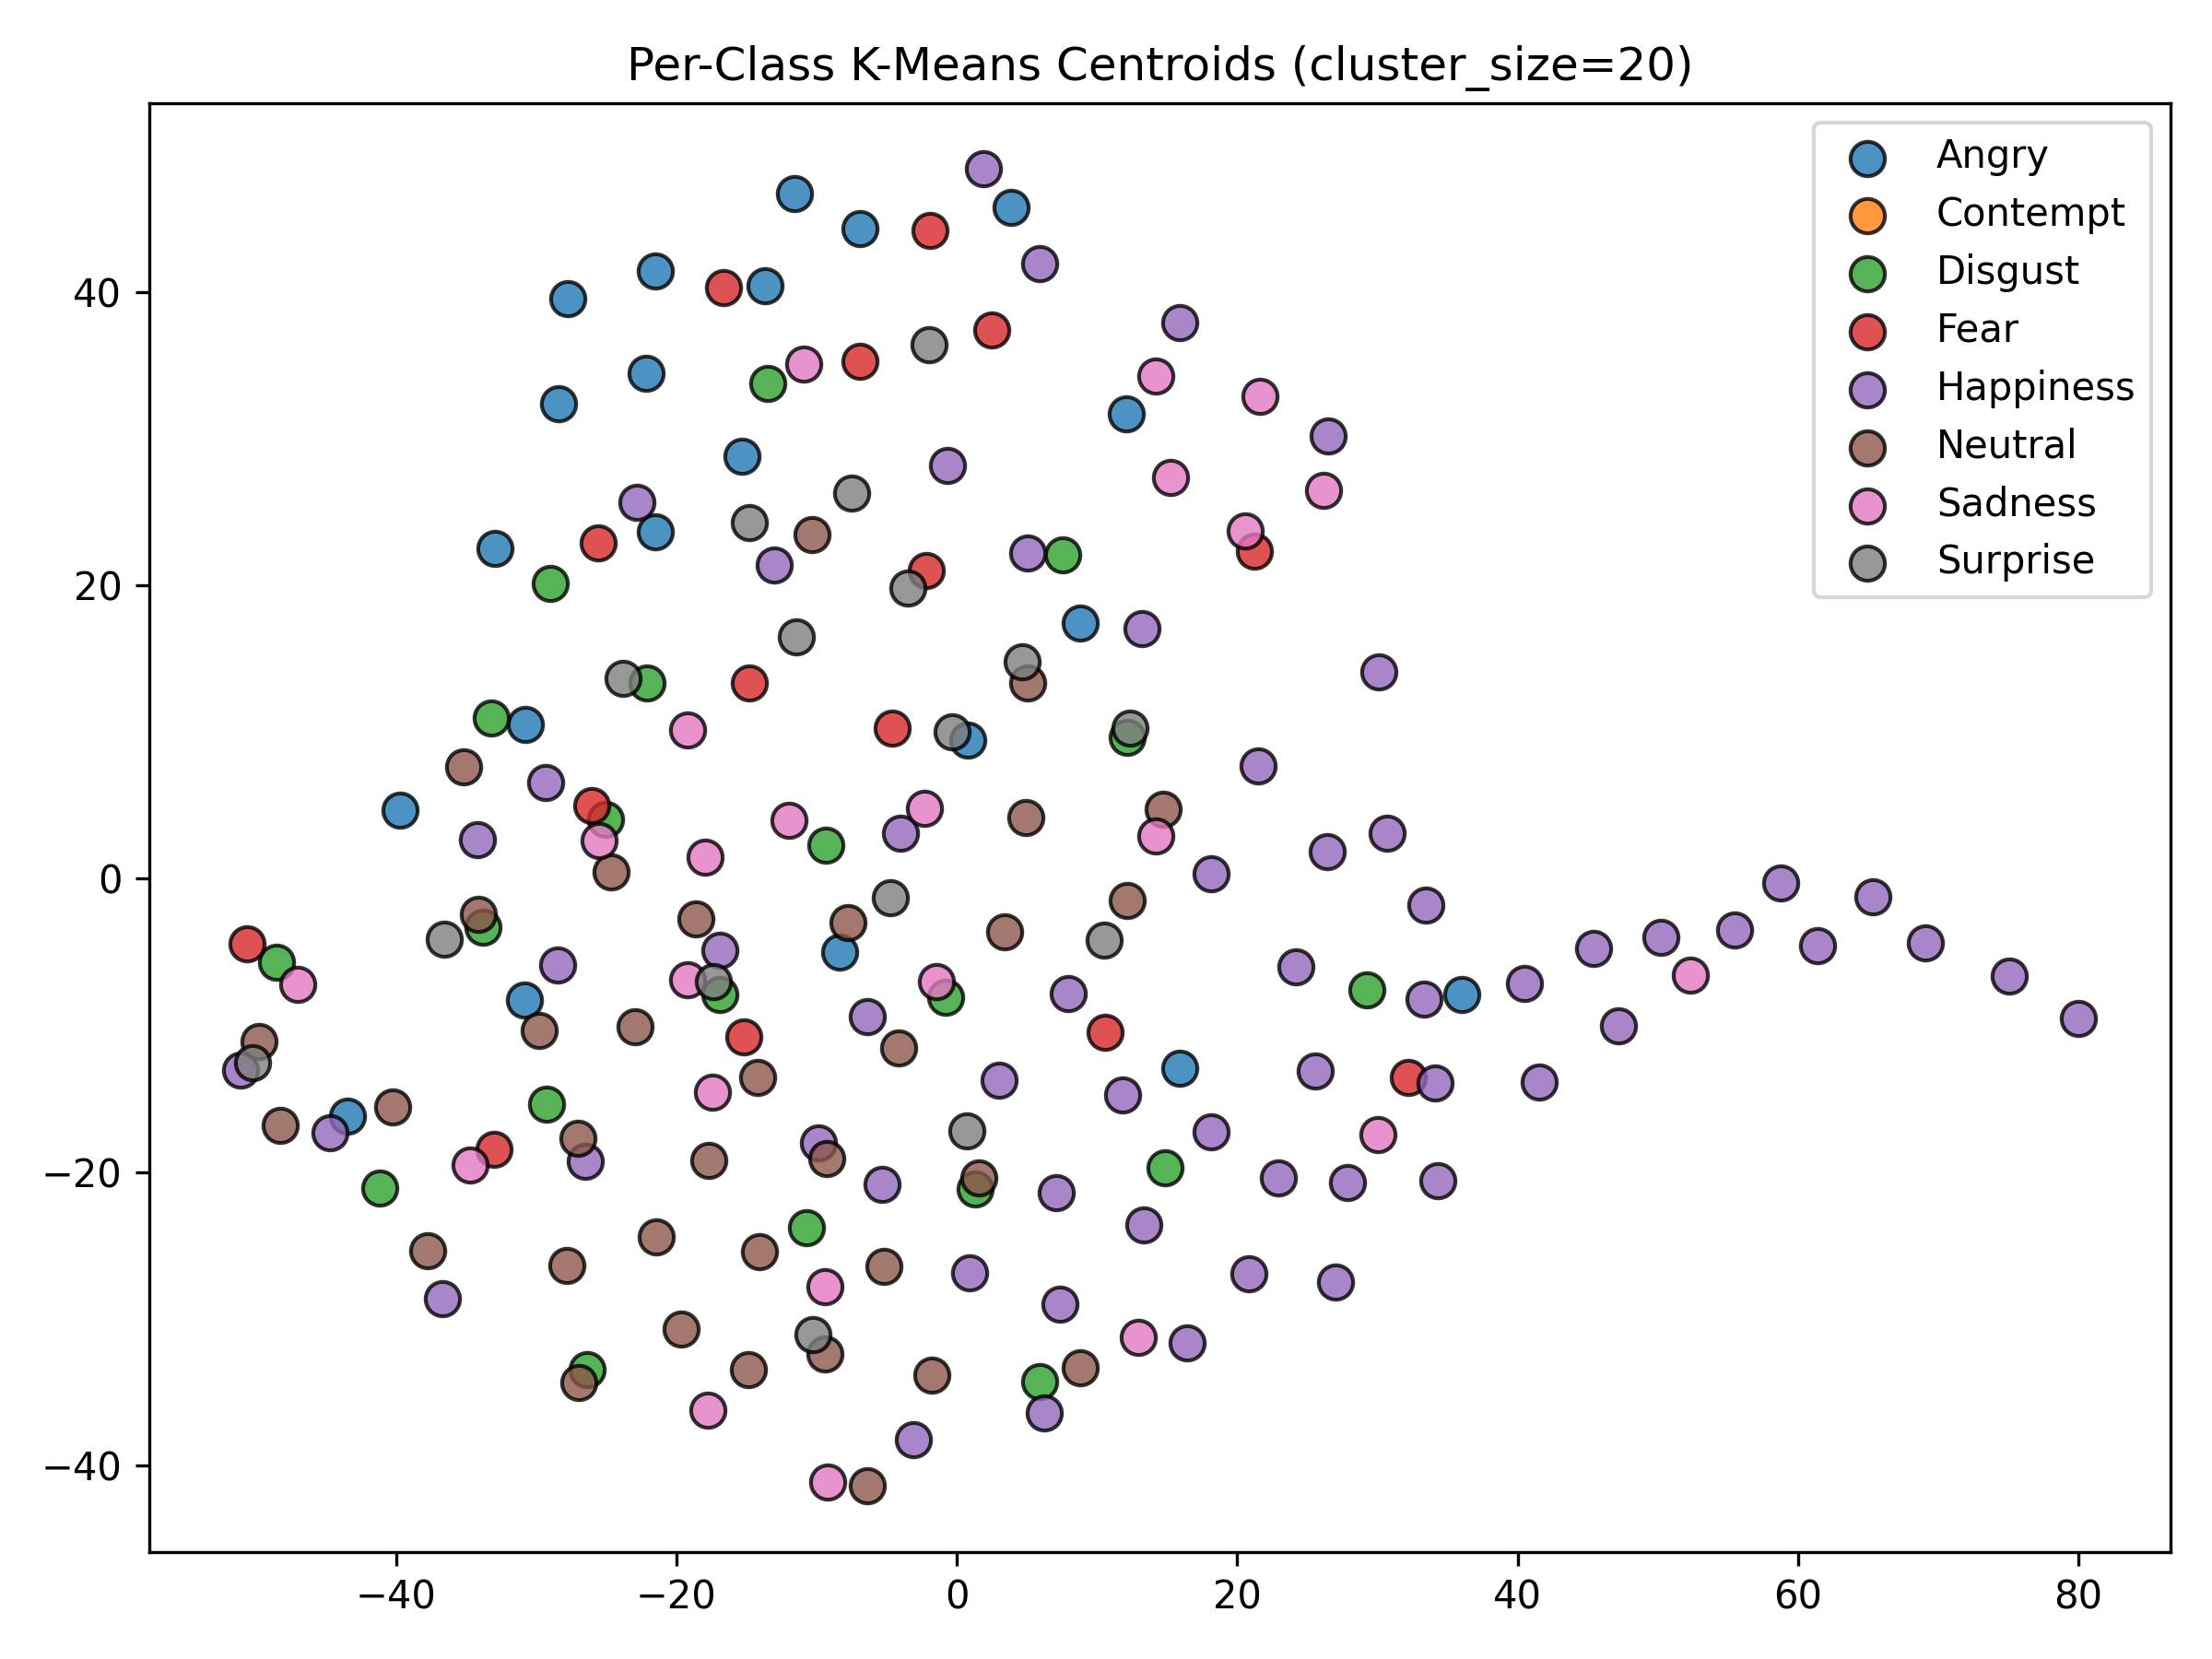 Per-Class K-Means Centroids (cluster_size=20)
Angry
Contempt
Disgust
Fear
Happiness
Neutral
Sadness
Surprise
40
20
0
−20
−40
−40 −20 0 20 40 60 80